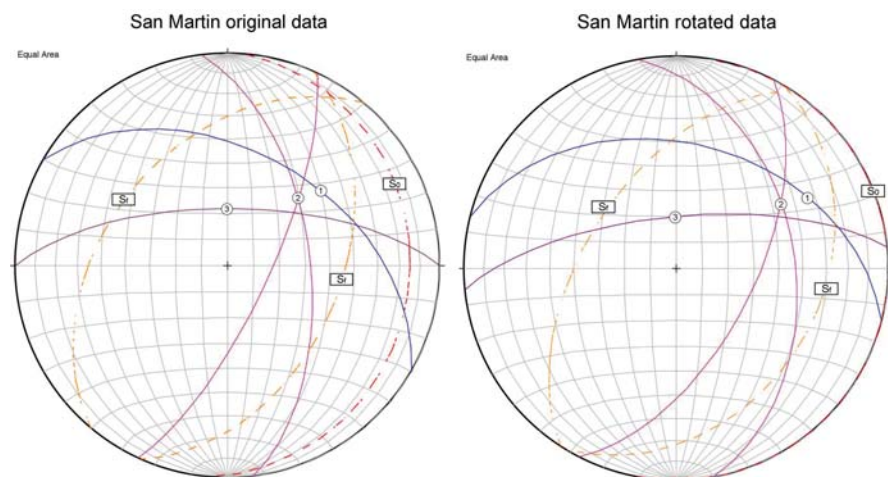 San Martin original data
Equal Area
1
2
3
So
Sr
Sr
San Martin rotated data
Equal Area
1
2
3
So
Sr
Sr